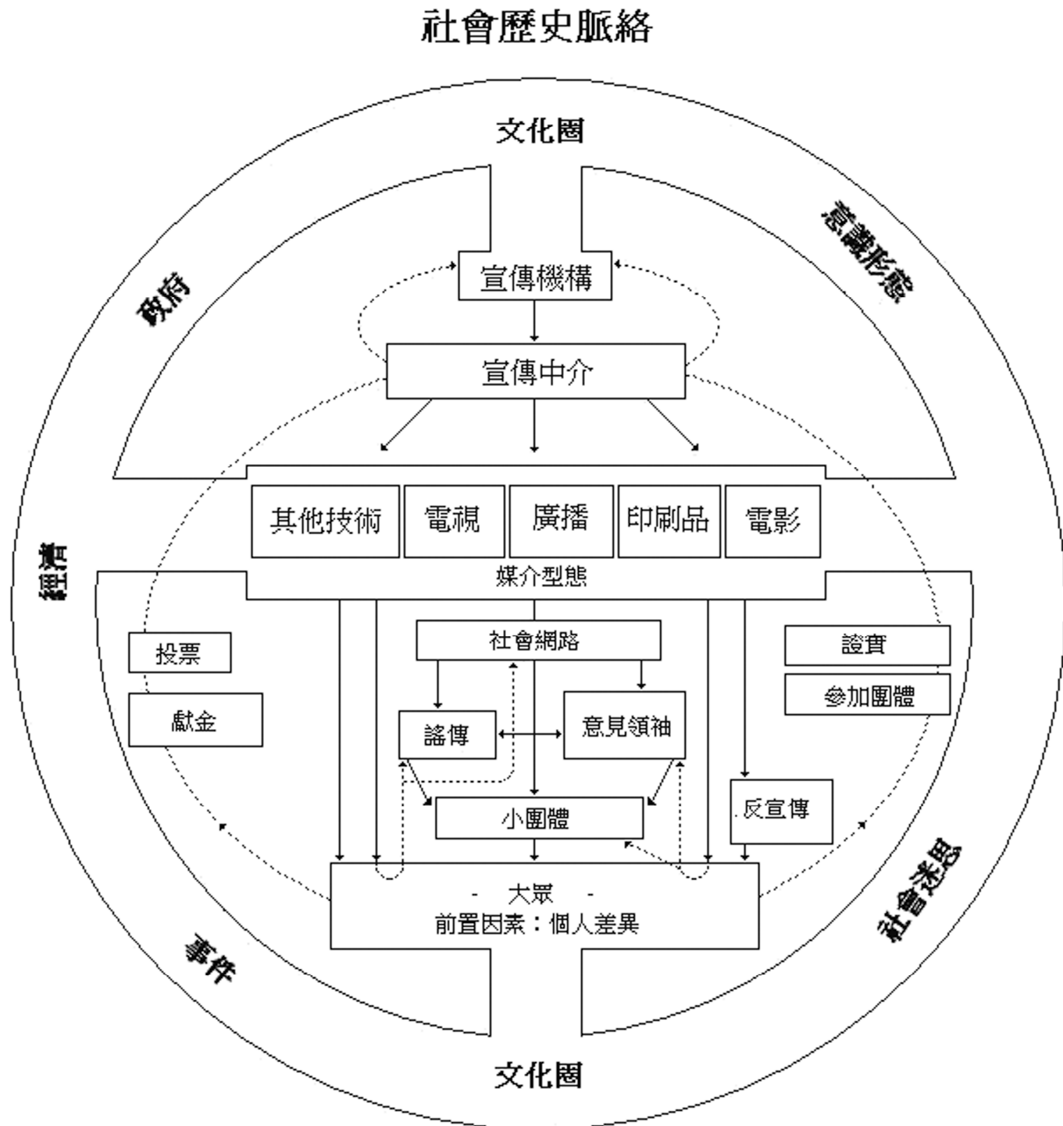 社會歷史脈絡
文化圈
意識形態
政府
宣傳機構
宣傳中介
其他技術
電視
廣播
印刷品
電影
經濟
媒介型態
投票
社會網路
證實
獻金
參加團體
謠傳
意見領袖
小團體
反宣傳
- 大眾 -
前置因素：個人差異
社會迷思
事件
文化圈